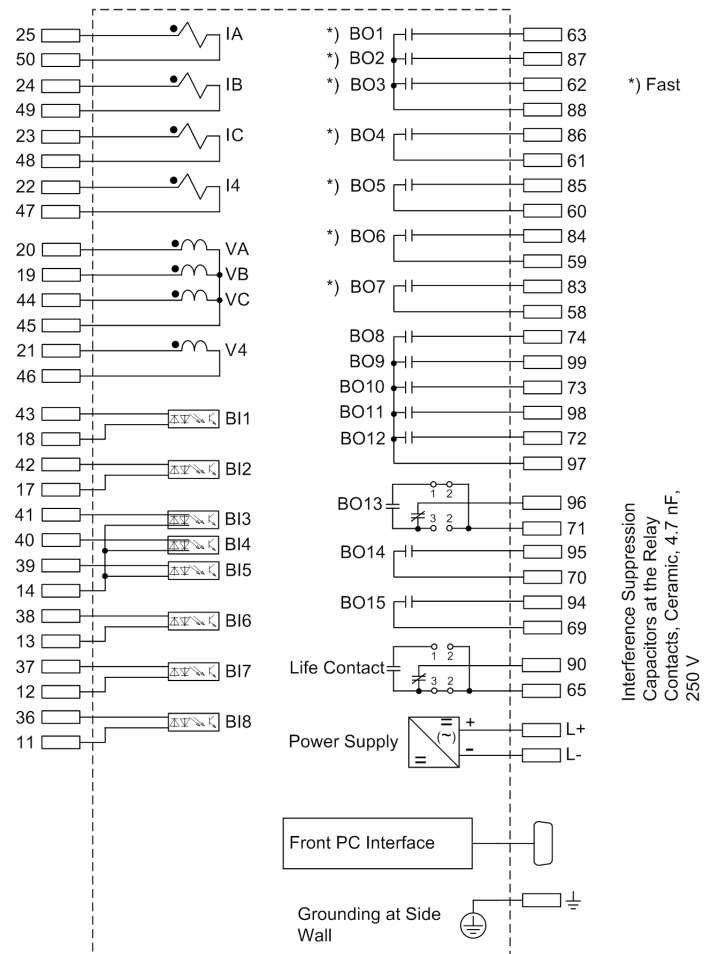 25 IA *) BO1 63
50 *) BO2 87
24 IB *) BO3 62 *) Fast
49 88
23 IC *) BO4 86
48 61
22 I4 *) BO5 85
47 60
*) BO6 84
20 VA
19 VB 59
44 VC *) BO7 83
45 58
21 V4 BO8 74
46 BO9 99
BO10 73
43 BI1 BO11 98
18 BO12 72
42 BI2 97
17
41 BI3 BO13 1 2 96
40 BI4 3 2 71
39 BI5 BO14 95
14 70
38 BI6 BO15 94
13 69
37 BI7 Life Contact 1 2 90
12 3 2 65
36 BI8
11 Power Supply = (~) = + L+
- L-
Interference Suppression
Capacitors at the Relay
Contacts, Ceramic, 4.7 nF,
250 V
Front PC Interface
Grounding at Side
Wall